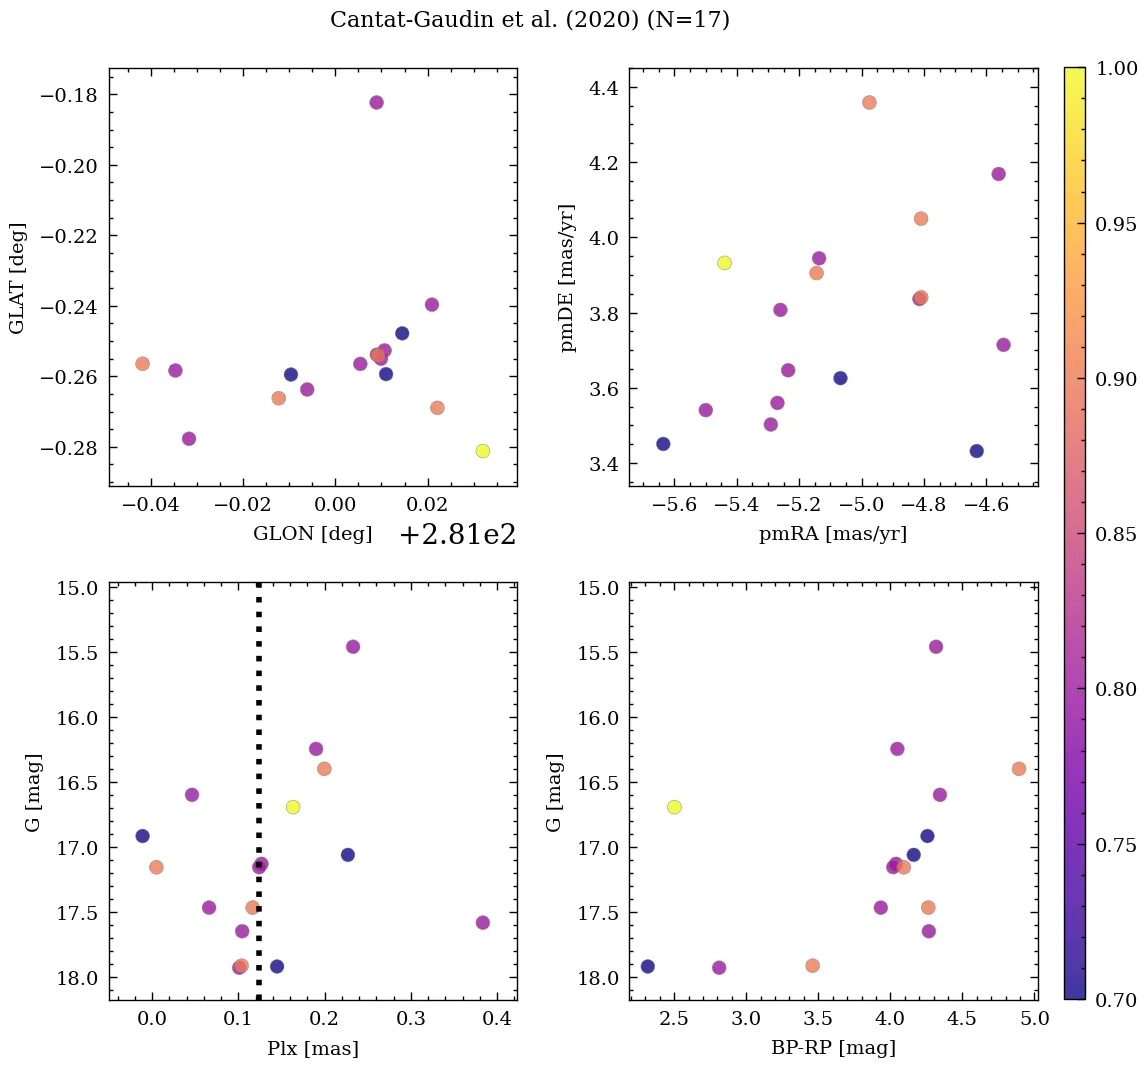 Cantat-Gaudin et al. (2020) (N=17)
−0.18
−0.20
−0.22
−0.24
−0.26
−0.28
GLAT [deg]
−0.04 −0.02 0.00 0.02
GLON [deg] +2.81e2
4.4
4.2
4.0
3.8
3.6
3.4
pmDE [mas/yr]
−5.6 −5.4 −5.2 −5.0 −4.8 −4.6
pmRA [mas/yr]
15.0
15.5
16.0
16.5
17.0
17.5
18.0
G [mag]
0.0 0.1 0.2 0.3 0.4
Plx [mas]
15.0
15.5
16.0
16.5
17.0
17.5
18.0
G [mag]
2.5 3.0 3.5 4.0 4.5 5.0
BP-RP [mag]
1.00
0.95
0.90
0.85
0.80
0.75
0.70